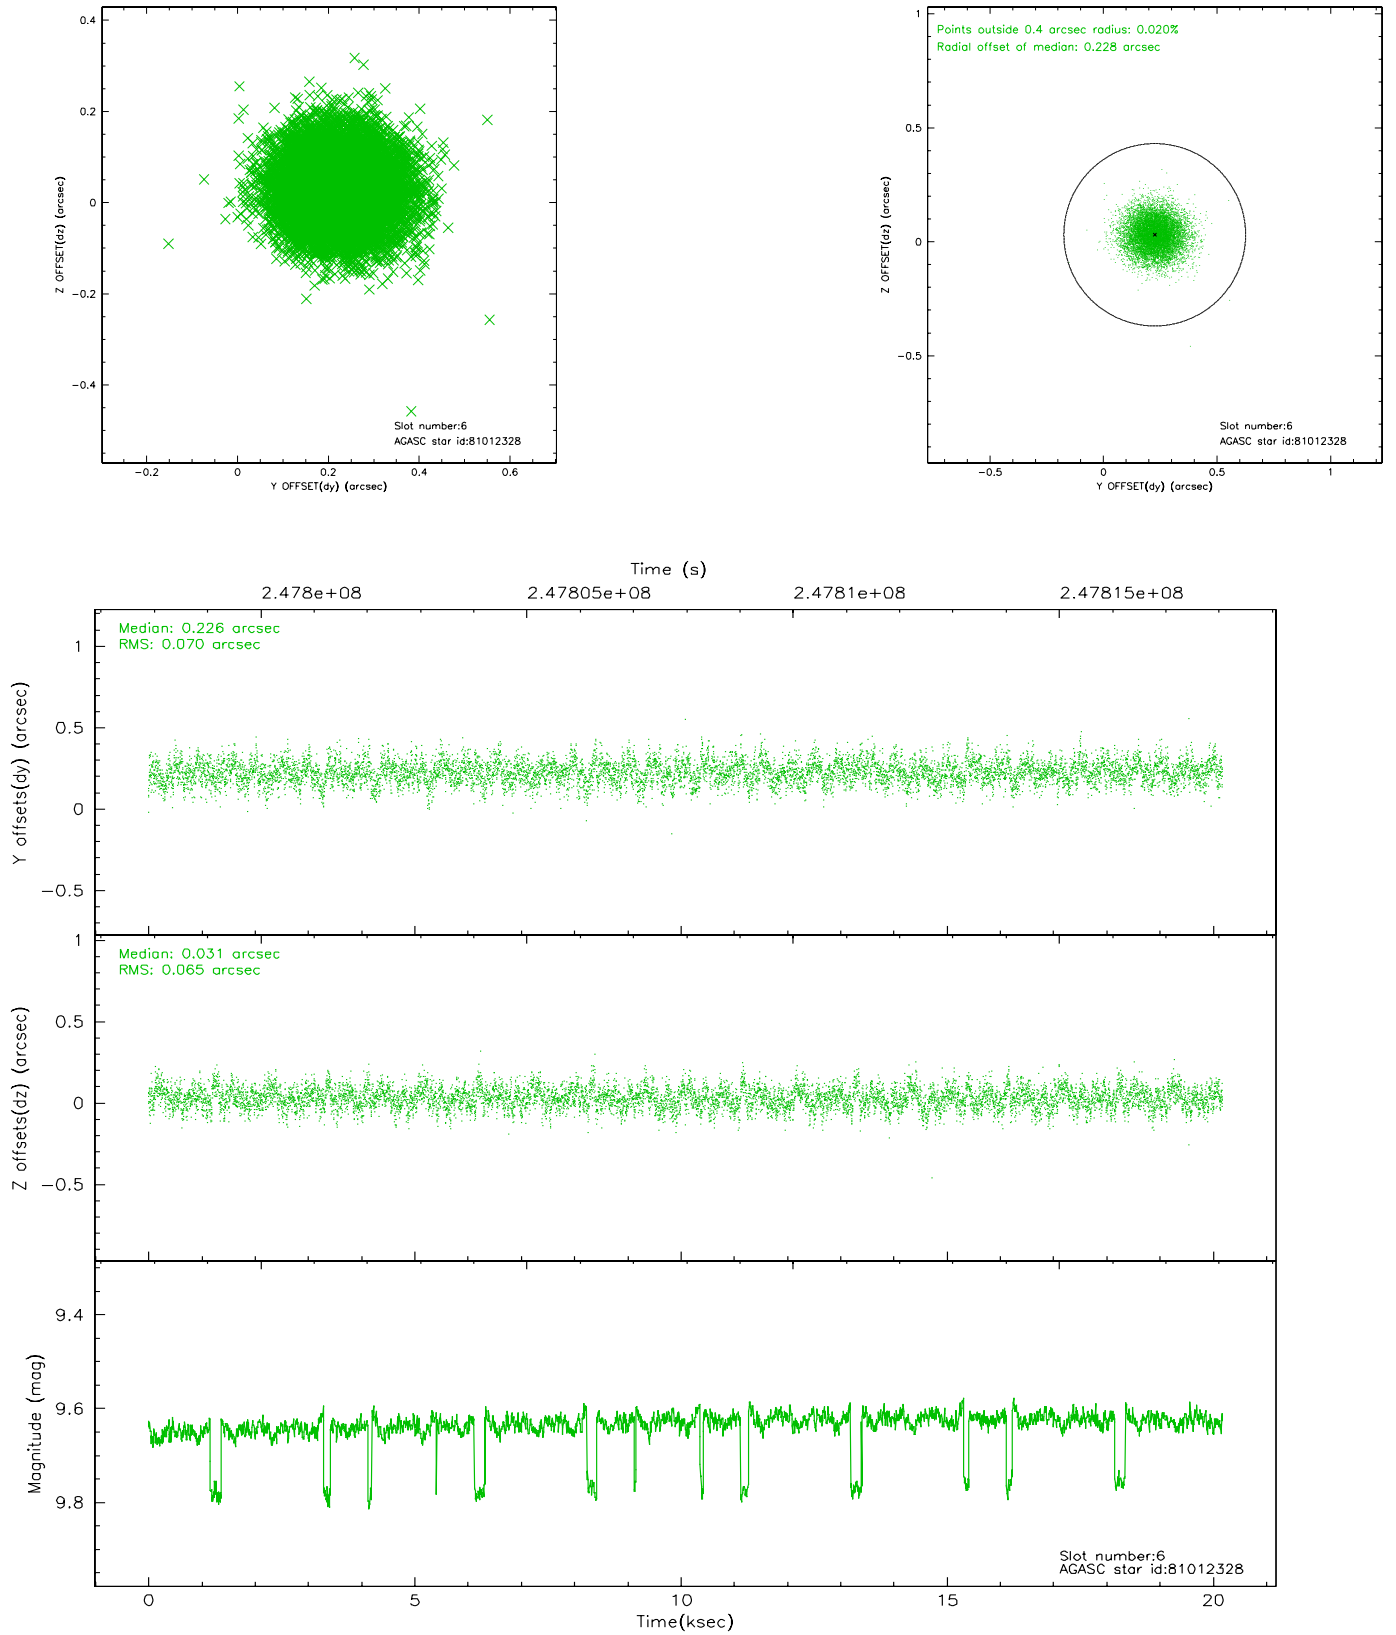 0.4
0.2
0
−0.2
−0.4
Z OFFSET(dz) (arcsec)
−0.2
0
0.2
0.4
0.6
Y OFFSET(dy) (arcsec)
Slot number:6
AGASC star id:81012328
Points outside 0.4 arcsec radius: 0.020%
Radial offset of median: 0.228 arcsec
1
0.5
0
−0.5
Z OFFSET(dz) (arcsec)
−0.5
0
0.5
1
Y OFFSET(dy) (arcsec)
Slot number:6
AGASC star id:81012328
Time (s)
2.478e+08
2.47805e+08
2.4781e+08
2.47815e+08
Median: 0.226 arcsec
RMS: 0.070 arcsec
1
0.5
0
−0.5
Y offsets(dy) (arcsec)
Median: 0.031 arcsec
RMS: 0.065 arcsec
1
0.5
0
−0.5
Z offsets(dz) (arcsec)
9.4
9.6
9.8
Magnitude (mag)
Slot number:6
AGASC star id:81012328
0
5
10
15
20
Time(ksec)